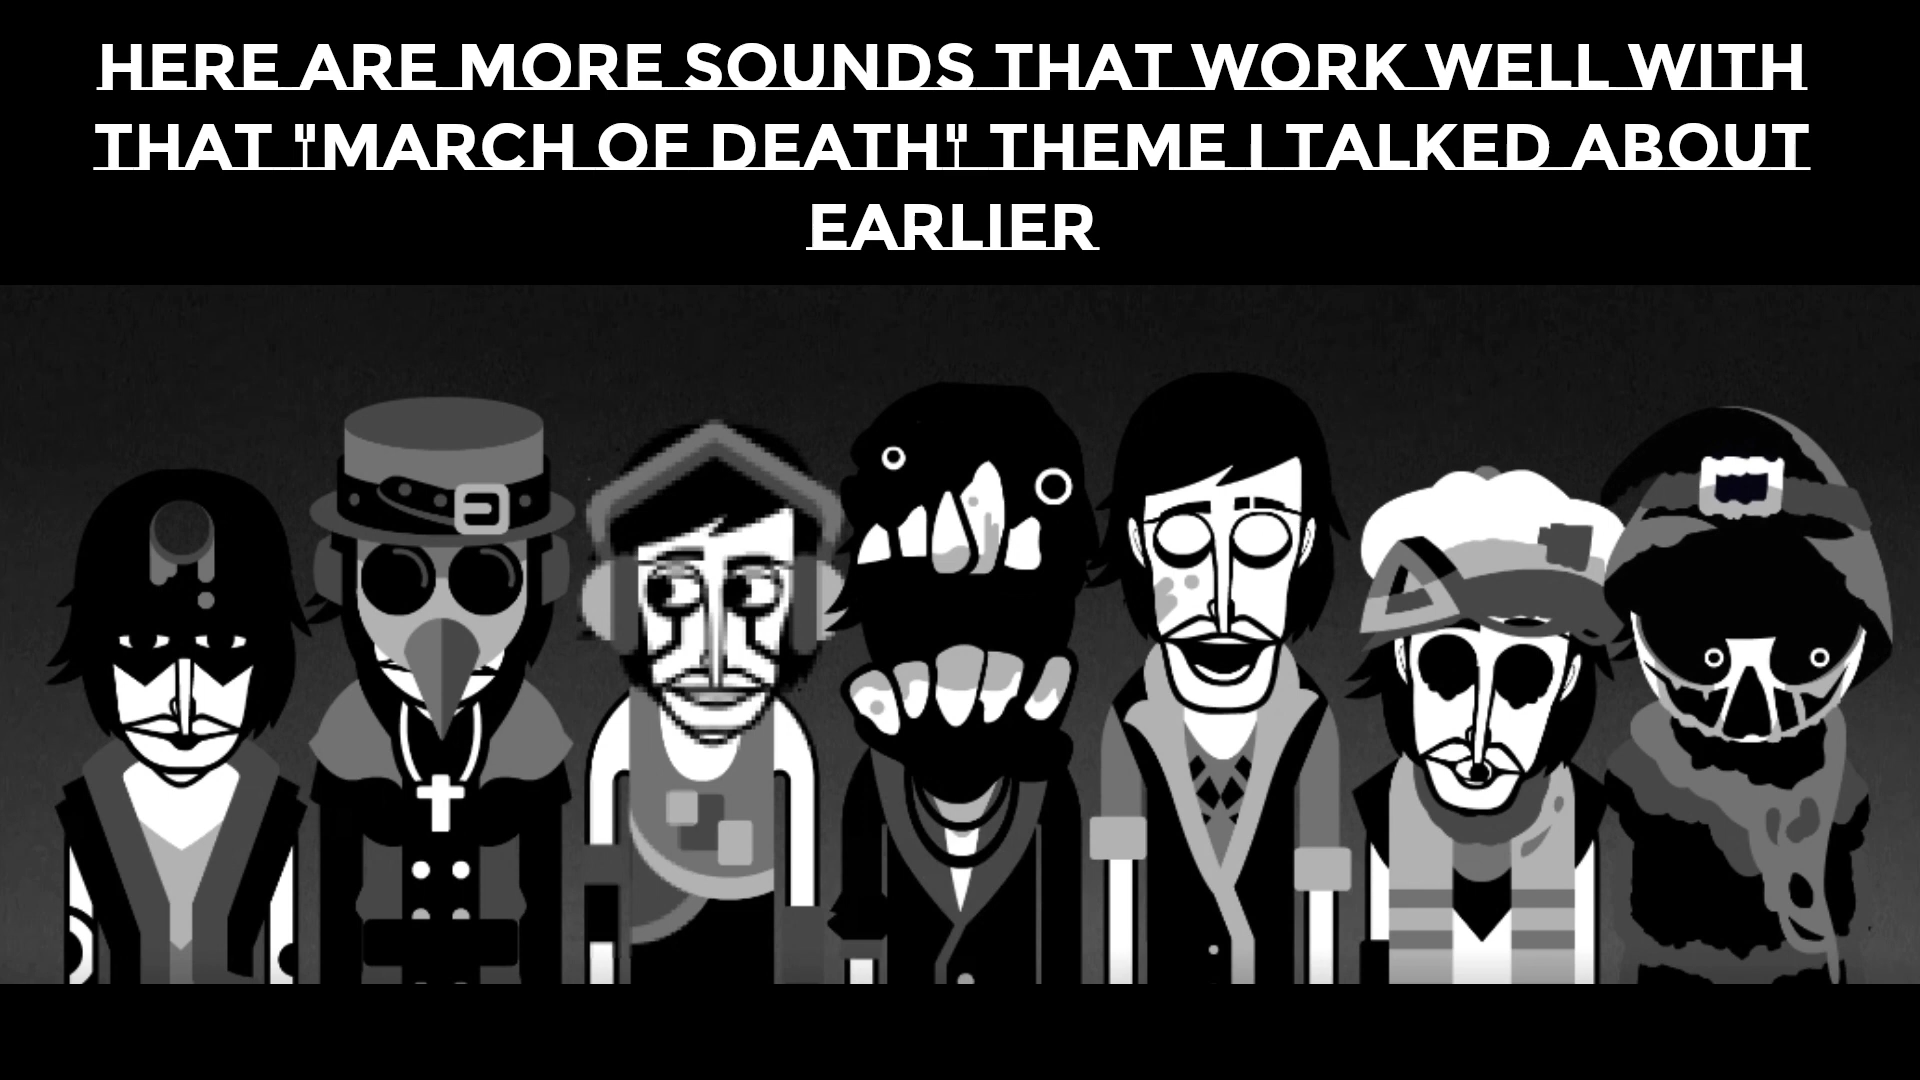 HERE ARE MORE SOUNDS THAT WORK WELL WITH
THAT "MARCH OF DEATH" THEME I TALKED ABOUT
EARLIER